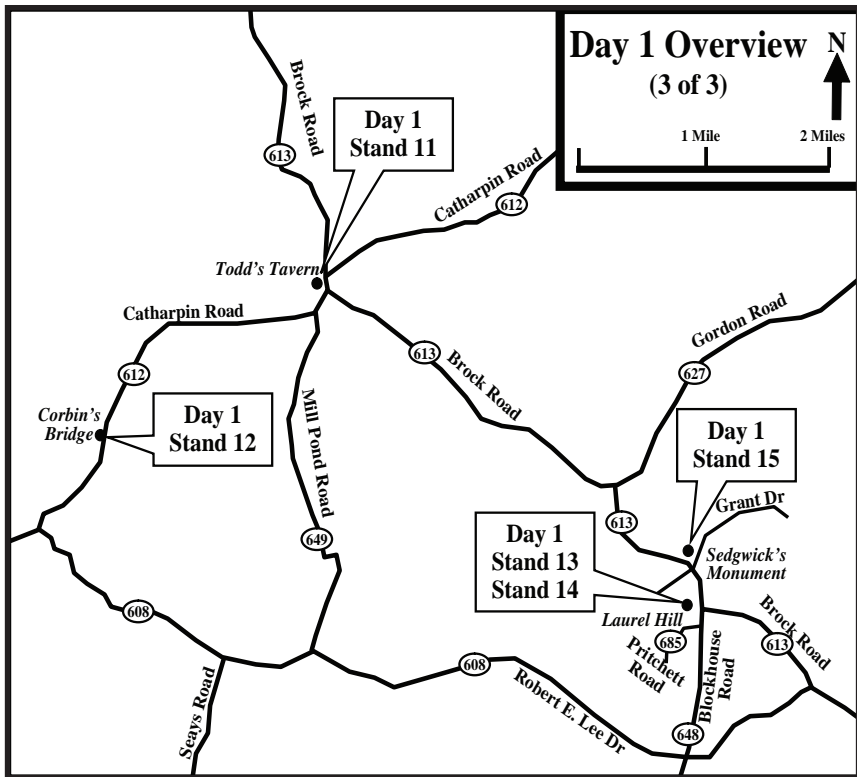 Day 1 Overview
(3 of 3)
N
1 Mile
2 Miles
Brock Road
613
Day 1
Stand 11
Catharpin Road
612
Todd's Tavern
Catharpin Road
Gordon Road
613
Brock Road
627
612
Corbin's
Bridge
Day 1
Stand 12
Mill Pond Road
Day 1
Stand 15
Grant Dr
613
649
Day 1
Stand 13
Stand 14
Sedgwick's
Monument
Laurel Hill
608
685
Pritchett
Road
Blockhouse
Road
Brock Road
613
608
Robert E. Lee Dr
Seays Road
648